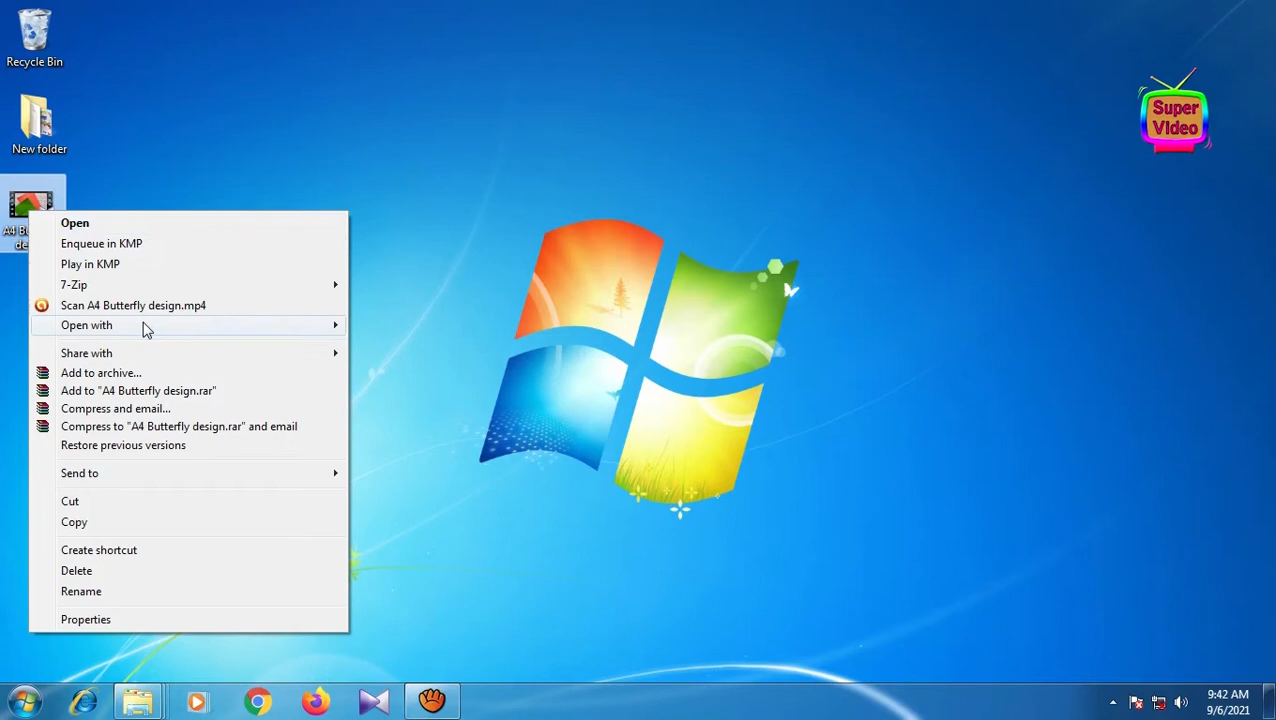 Recycle Bin
New folder
Super
Video
Open
Enqueue in KMP
Play in KMP
7-Zip
Scan A4 Butterfly design.mp4
Open with
Share with
Add to archive...
Add to "A4 Butterfly design.rar"
Compress and email...
Compress to "A4 Butterfly design.rar" and email
Restore previous versions
Send to
Cut
Copy
Create shortcut
Delete
Rename
Properties
9:42 AM
9/6/2021